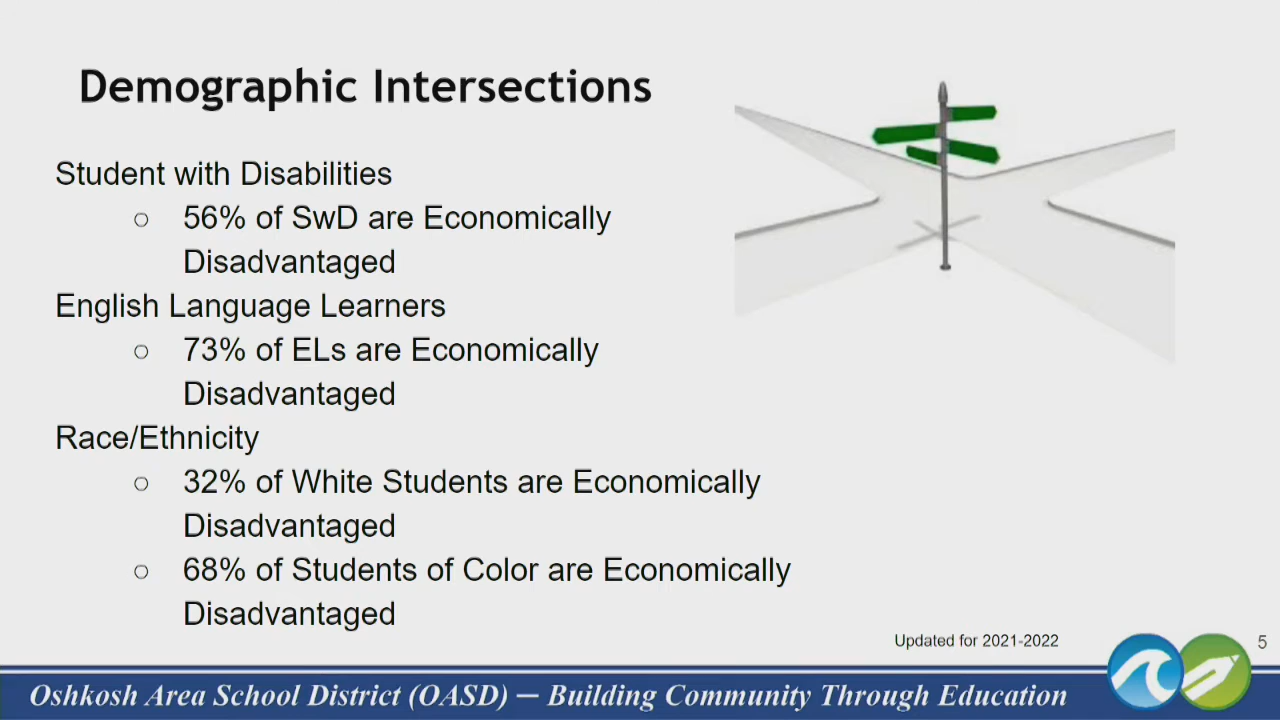 Demographic Intersections
Student with Disabilities
○ 56% of SwD are Economically
Disadvantaged
English Language Learners
○ 73% of ELs are Economically
Disadvantaged
Race/Ethnicity
○ 32% of White Students are Economically
Disadvantaged
○ 68% of Students of Color are Economically
Disadvantaged
Updated for 2021-2022
5
Oshkosh Area School District (OASD) — Building Community Through Education